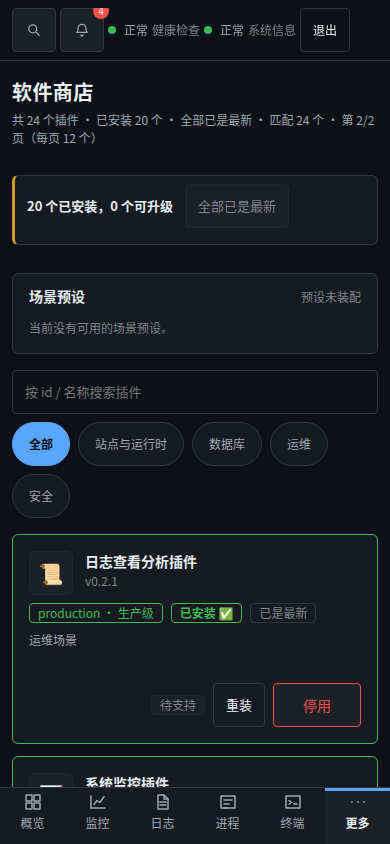 4
正常 健康检查 正常 系统信息 退出
软件商店
共 24 个插件 · 已安装 20 个 · 全部已是最新 · 匹配 24 个 · 第 2/2
页（每页 12 个）
20 个已安装，0 个可升级 全部已是最新
场景预设 预设未装配
当前没有可用的场景预设。
按 id / 名称搜索插件
全部 站点与运行时 数据库 运维
安全
日志查看分析插件
v0.2.1
production · 生产级 已安装 ✅ 已是最新
运维场景
待支持 重装 停用
系统监控插件
概览 监控 日志 进程 终端 更多